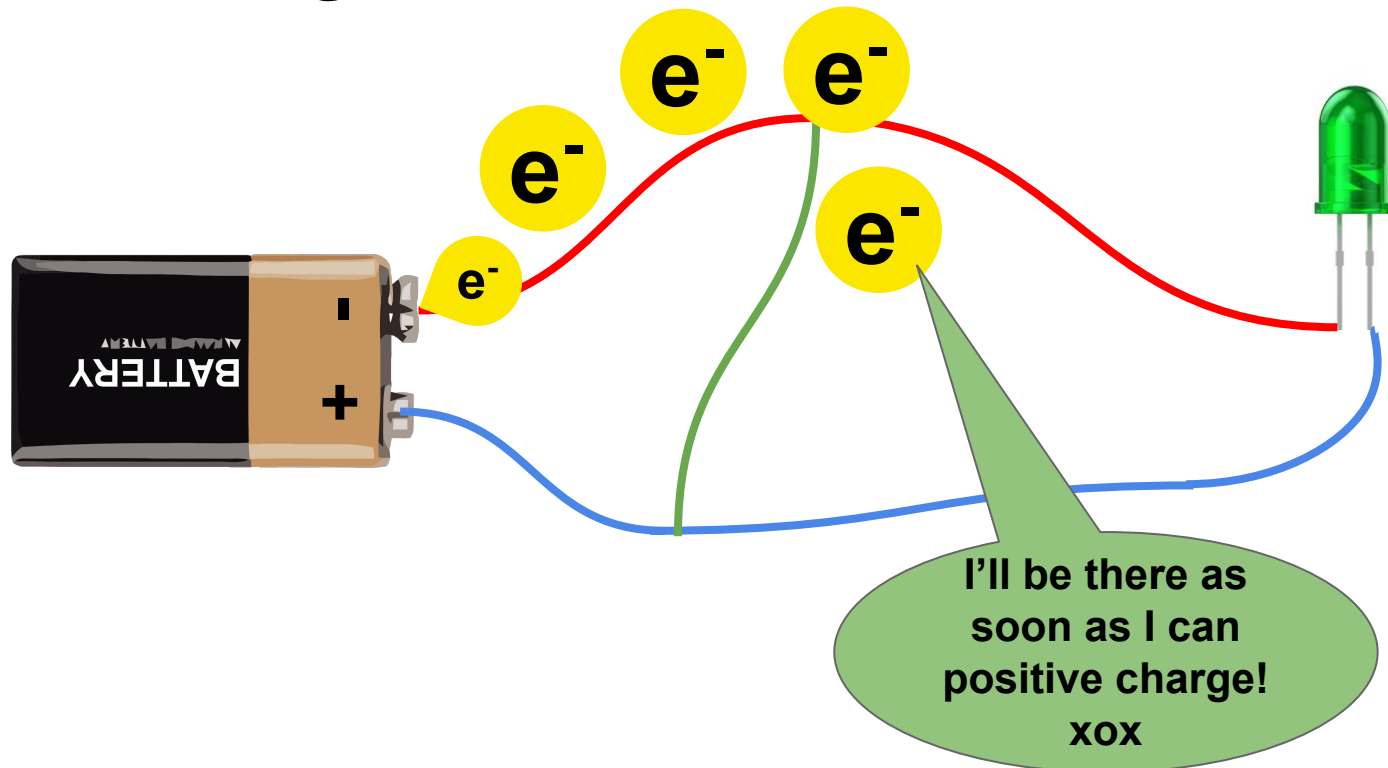 e-
e-
e-
e-
e-
-
+
BATTERY
I'll be there as
soon as I can
positive charge!
xox